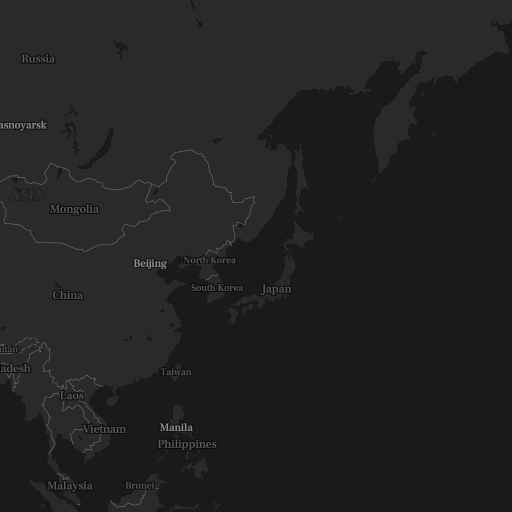 Russia
asnoyarsk
ASIA
Mongolia
North Korea
Beijing
South Korea
Japan
China
utan
adesh
Taiwan
Laos
Manila
Vietnam
Philippines
Malaysia
Brunei